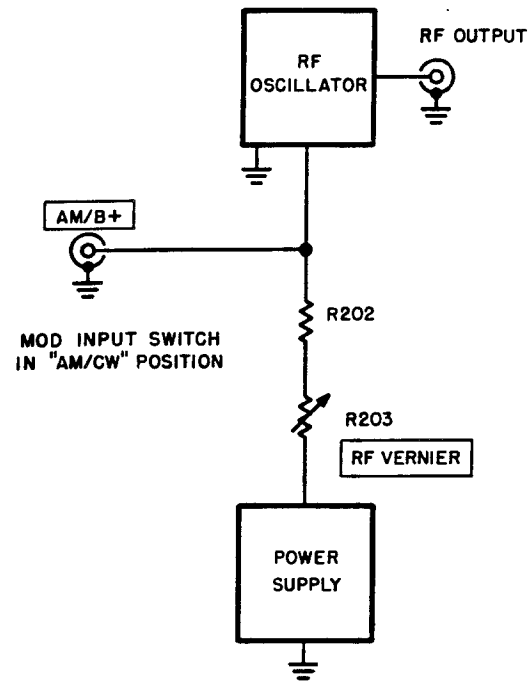 RF OUTPUT
RF
OSCILLATOR
AM/B+
R202
MOD INPUT SWITCH
IN "AM/CW" POSITION
R203
RF VERNIER
POWER
SUPPLY